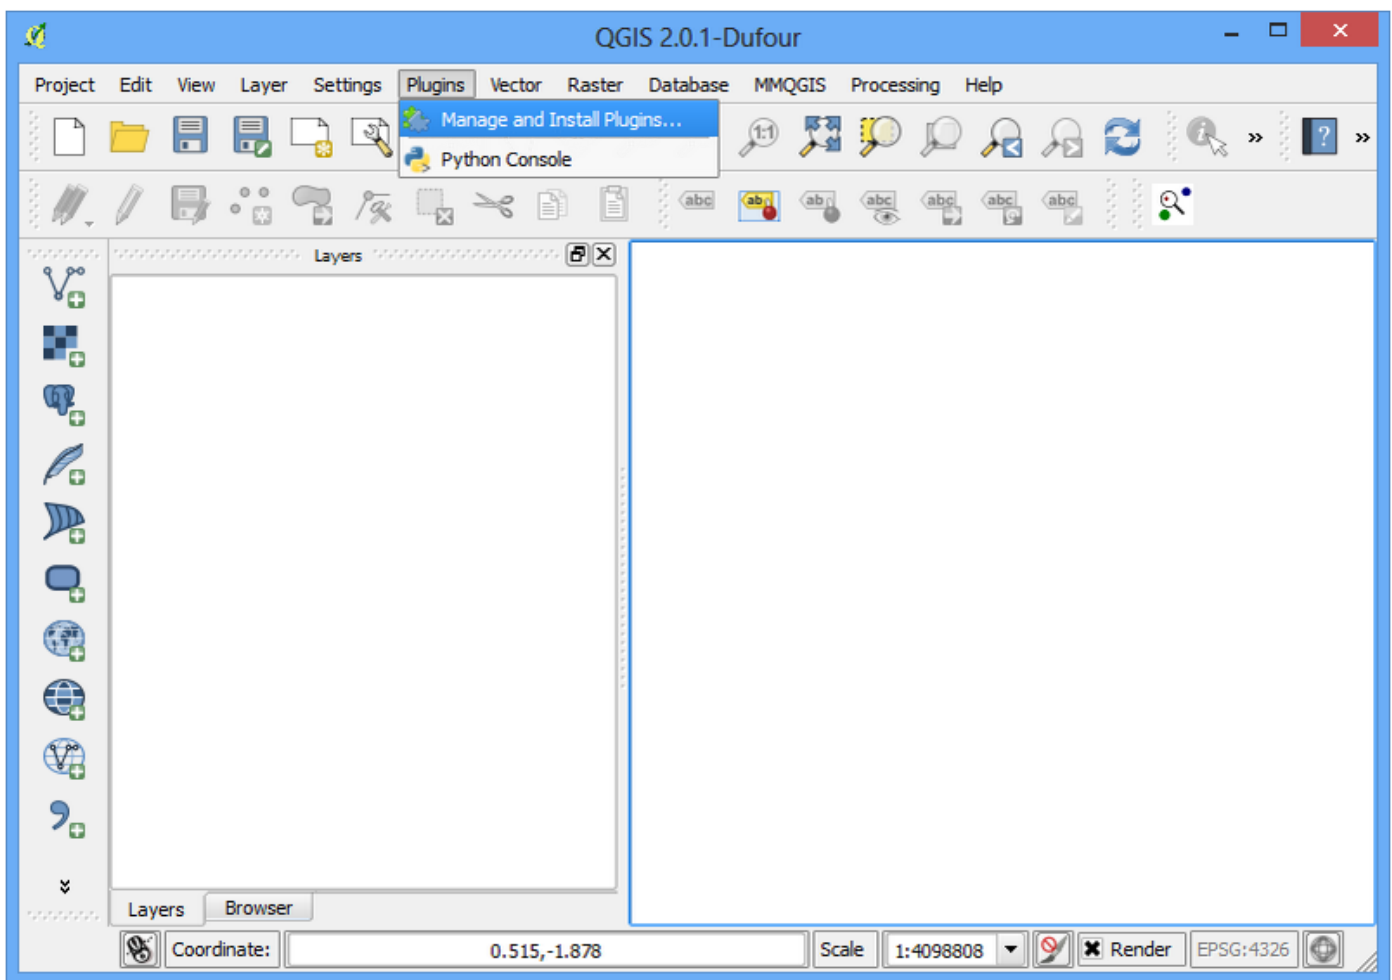 QGIS 2.0.1-Dufour
Project Edit View Layer Settings Plugins Vector Raster Database MMQGIS Processing Help
Manage and Install Plugins...
Python Console
1:1
abc ab ab abc abc abc abc
Layers
Layers Browser
Coordinate: 0.515,-1.878 Scale 1:4098808 Render EPSG:4326